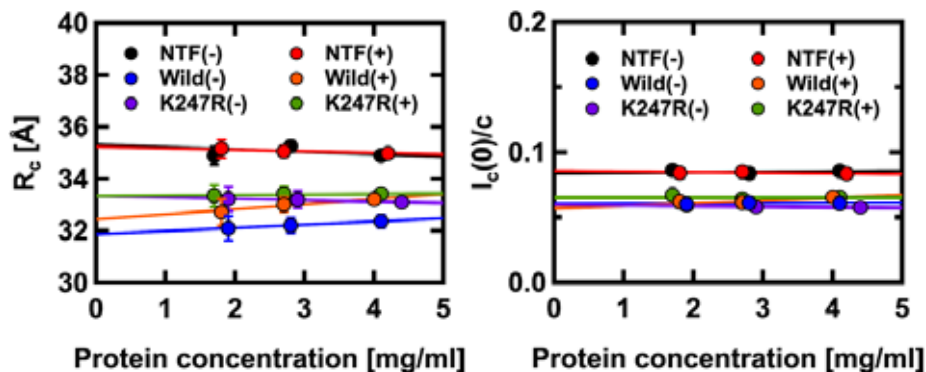 40
38
36
34
32
30
R_c [Å]
NTF(-) NTF(+)
Wild(-) Wild(+)
K247R(-) K247R(+)
0 1 2 3 4 5
Protein concentration [mg/ml]
0.2
0.1
0.0
I_c(0)/c
NTF(-) NTF(+)
Wild(-) Wild(+)
K247R(-) K247R(+)
0 1 2 3 4 5
Protein concentration [mg/ml]